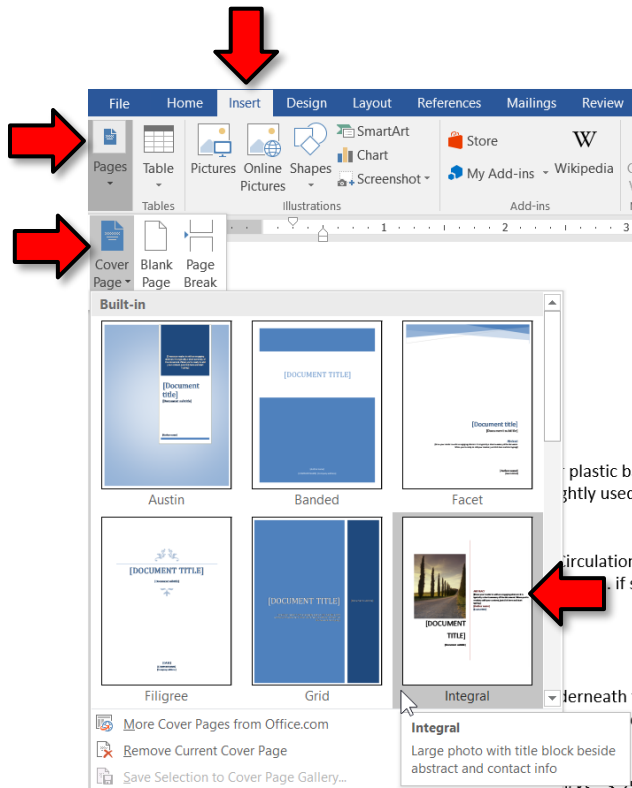 File Home Insert Design Layout References Mailings Review
SmartArt
Store
W
Chart
Pages Table Pictures Online Shapes
My Add-ins Wikipedia
Pictures
Screenshot
Tables Illustrations Add-ins
1 2 3
Cover Blank Page
Page Page Break
Built-in
[Document
title]
[DOCUMENT TITLE]
[Document title]
plastic b
ghtly used
Austin Banded Facet
Circulation
[DOCUMENT TITLE]
. if s
[DOCUMENT TITLE]
[DOCUMENT
TITLE]
Filigree Grid Integral
derneath
More Cover Pages from Office.com
Integral
Remove Current Cover Page
Large photo with title block beside
abstract and contact info
Save Selection to Cover Page Gallery...